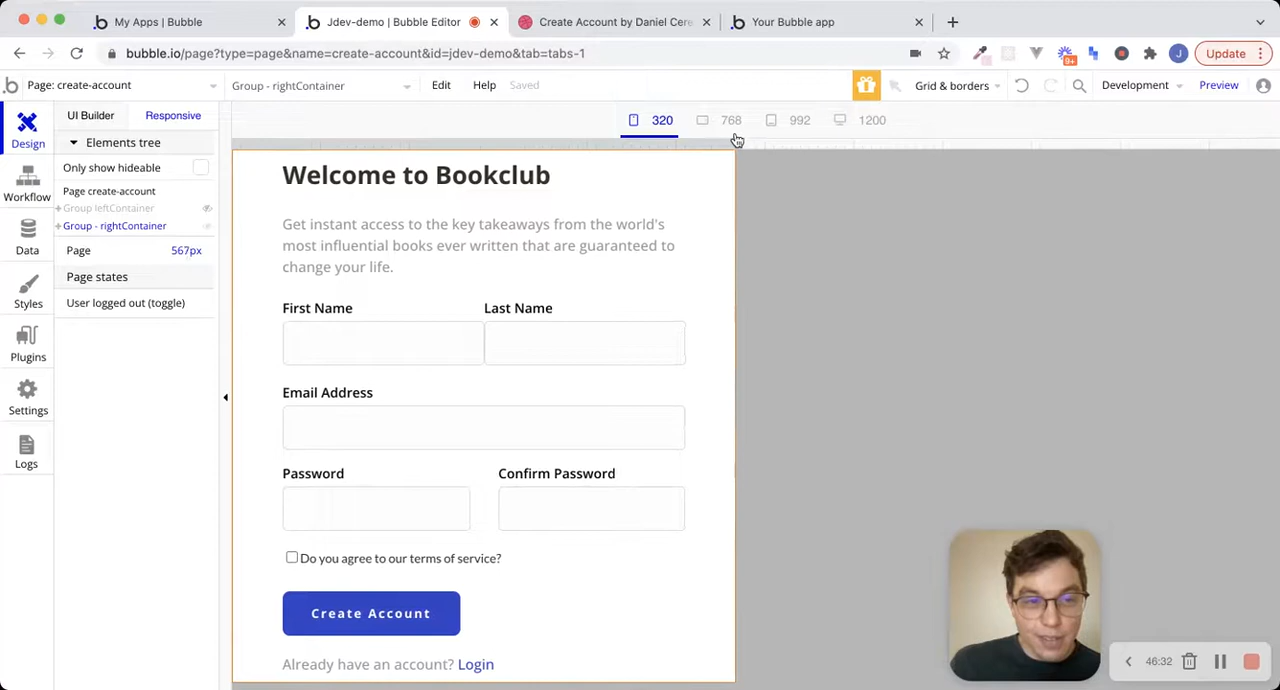 My Apps | Bubble
Jdev-demo | Bubble Editor
Create Account by Daniel Cere
Your Bubble app
bubble.io/page?type=page&name=create-account&id=jdev-demo&tab=tabs-1
9+
J
Update
Page: create-account
Group - rightContainer
Edit
Help
Saved
Grid & borders
Development
Preview
Design
Workflow
Data
Styles
Plugins
Settings
Logs
UI Builder
Responsive
Elements tree
Only show hideable
Page create-account
Group leftContainer
Group - rightContainer
Page 567px
Page states
User logged out (toggle)
320
768
992
1200
Welcome to Bookclub
Get instant access to the key takeaways from the world's
most influential books ever written that are guaranteed to
change your life.
First Name
Last Name
Email Address
Password
Confirm Password
Do you agree to our terms of service?
Create Account
Already have an account? Login
46:32